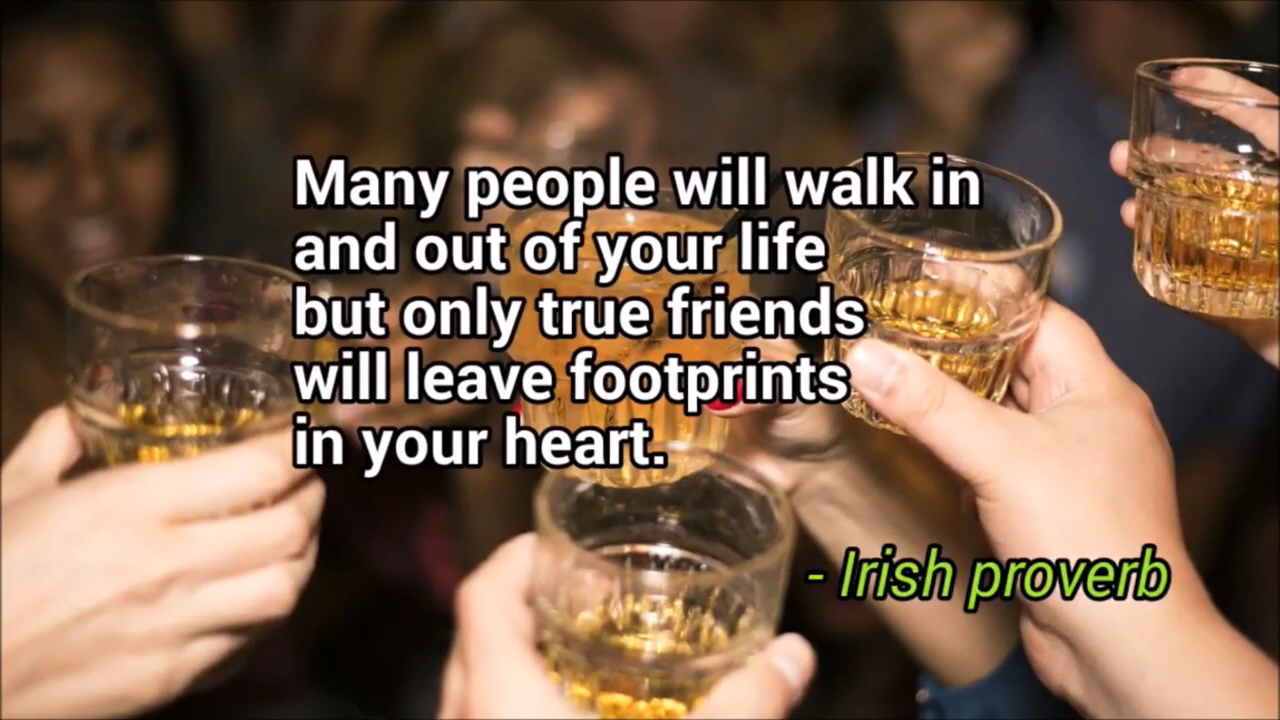 Many people will walk in
and out of your life
but only true friends
will leave footprints
in your heart.
- Irish proverb